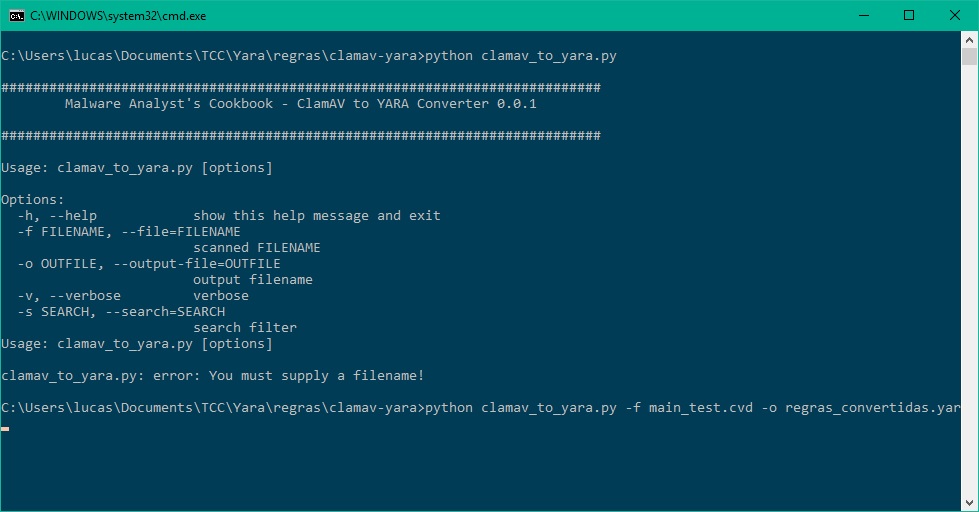 C:\WINDOWS\system32\cmd.exe
C:\Users\lucas\Documents\TCC\Yara\regras\clamav-yara>python clamav_to_yara.py
###########################################################################
Malware Analyst's Cookbook - ClamAV to YARA Converter 0.0.1
###########################################################################
Usage: clamav_to_yara.py [options]
Options:
-h, --help            show this help message and exit
-f FILENAME, --file=FILENAME
scanned FILENAME
-o OUTFILE, --output-file=OUTFILE
output filename
-v, --verbose         verbose
-s SEARCH, --search=SEARCH
search filter
Usage: clamav_to_yara.py [options]
clamav_to_yara.py: error: You must supply a filename!
C:\Users\lucas\Documents\TCC\Yara\regras\clamav-yara>python clamav_to_yara.py -f main_test.cvd -o regras_convertidas.yar